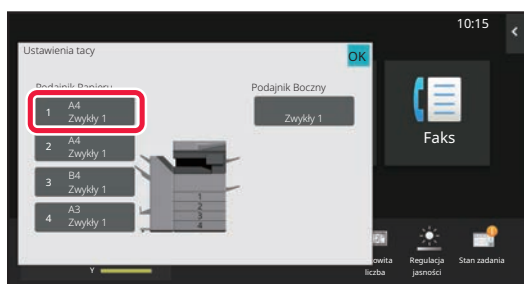 10:15
Ustawienia tacy
OK
Podajnik Papieru
Podajnik Boczny
1 A4
Zwykły 1
Zwykły 1
2 A4
Zwykły 1
3 B4
Zwykły 1
4 A3
Zwykły 1
1
2
3
4
Faks
owita
liczba
Regulacja
jasności
Stan zadania
Y